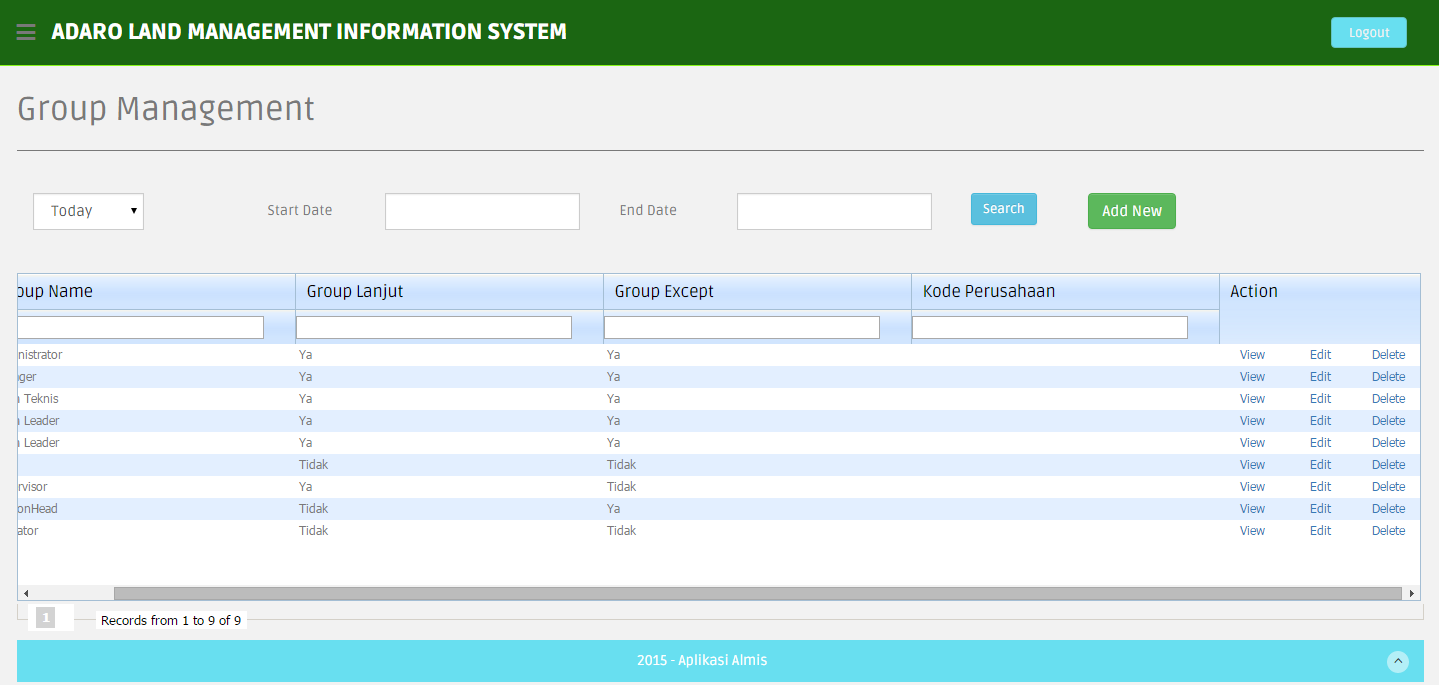 ADARO LAND MANAGEMENT INFORMATION SYSTEM Logout
Group Management
Today Start Date End Date Search Add New
oup Name Group Lanjut Group Except Kode Perusahaan Action
nistrator Ya Ya View Edit Delete
ger Ya Ya View Edit Delete
Teknis Ya Ya View Edit Delete
Leader Ya Ya View Edit Delete
Leader Ya Ya View Edit Delete
Tidak Tidak View Edit Delete
rvisor Ya Tidak View Edit Delete
onHead Tidak Ya View Edit Delete
ator Tidak Tidak View Edit Delete
1 Records from 1 to 9 of 9
2015 - Aplikasi Almis